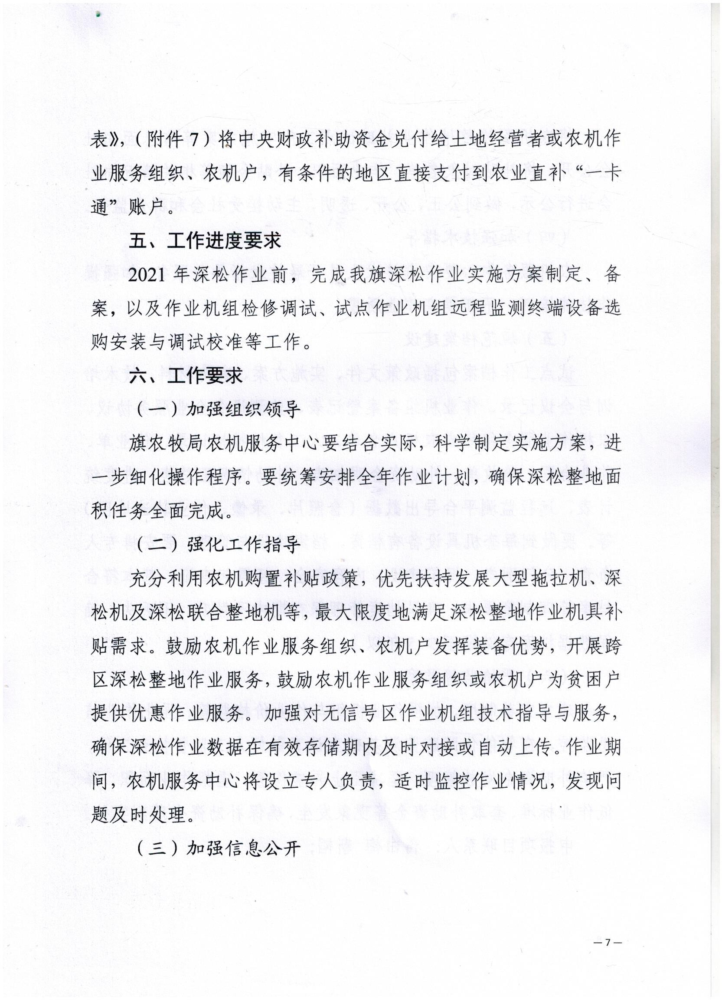 表》，（附件 7）将中央财政补助资金兑付给土地经营者或农机作
业服务组织、农机户，有条件的地区直接支付到农业直补“一卡
通”账户。
五、工作进度要求
2021 年深松作业前，完成我旗深松作业实施方案制定、备
案，以及作业机组检修调试、试点作业机组远程监测终端设备选
购安装与调试校准等工作。
六、工作要求
（一）加强组织领导
旗农牧局农机服务中心要结合实际，科学制定实施方案，进
一步细化操作程序。要统筹安排全年作业计划，确保深松整地面
积任务全面完成。
（二）强化工作指导
充分利用农机购置补贴政策，优先扶持发展大型拖拉机、深
松机及深松联合整地机等，最大限度地满足深松整地作业机具补
贴需求。鼓励农机作业服务组织、农机户发挥装备优势，开展跨
区深松整地作业服务，鼓励农机作业服务组织或农机户为贫困户
提供优惠作业服务。加强对无信号区作业机组技术指导与服务，
确保深松作业数据在有效存储期内及时对接或自动上传。作业期
间，农机服务中心将设立专人负责，适时监控作业情况，发现问
题及时处理。
（三）加强信息公开
— 7 —